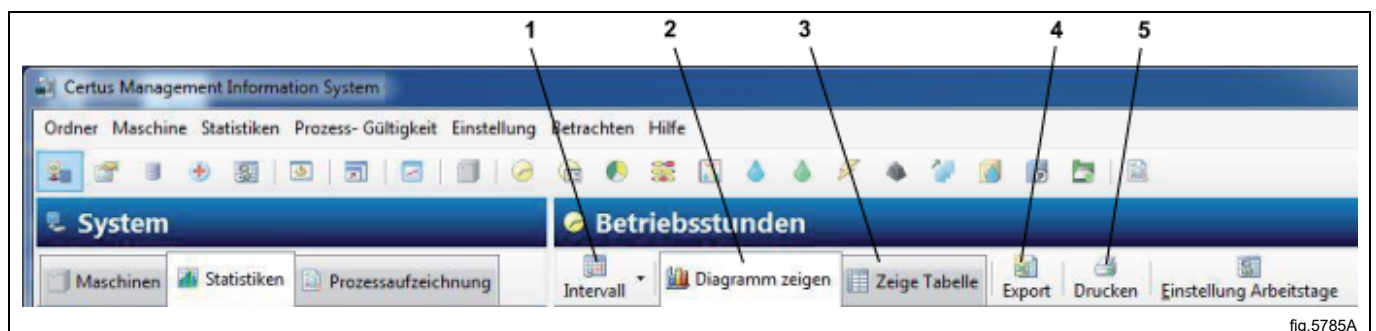 1 2 3 4 5
Certus Management Information System
Ordner Maschine Statistiken Prozess- Gültigkeit Einstellung Betrachten Hilfe
System Betriebsstunden
Maschinen Statistiken Prozessaufzeichnung Intervall Diagramm zeigen Zeige Tabelle Export Drucken Einstellung Arbeitstage
fig.5785A